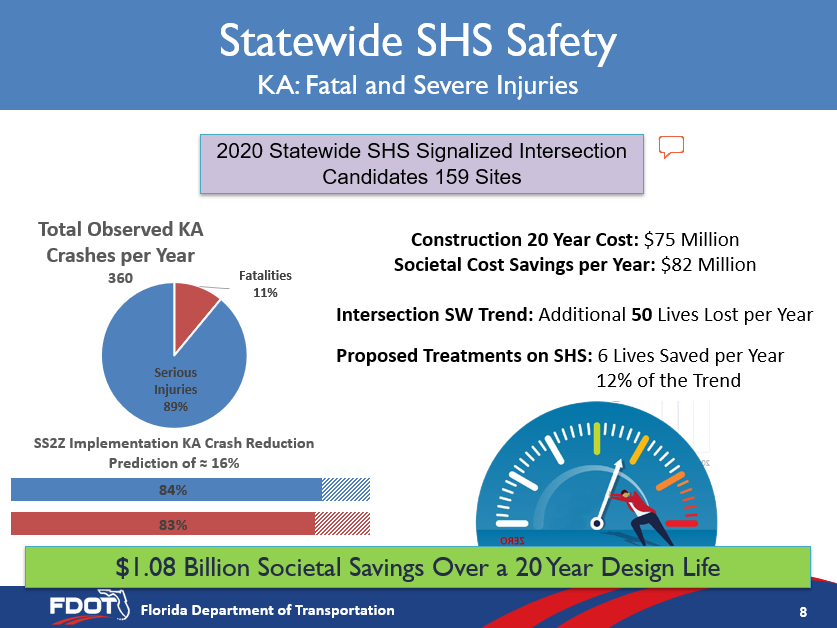 Statewide SHS Safety
KA: Fatal and Severe Injuries
2020 Statewide SHS Signalized Intersection
Candidates 159 Sites
Total Observed KA
Crashes per Year
360
Fatalities
11%
Serious
Injuries
89%
Construction 20 Year Cost: $75 Million
Societal Cost Savings per Year: $82 Million
Intersection SW Trend: Additional 50 Lives Lost per Year
Proposed Treatments on SHS: 6 Lives Saved per Year
12% of the Trend
SS2Z Implementation KA Crash Reduction
Prediction of ≈ 16%
84%
83%
ZERO
$1.08 Billion Societal Savings Over a 20 Year Design Life
FDOT
Florida Department of Transportation
8